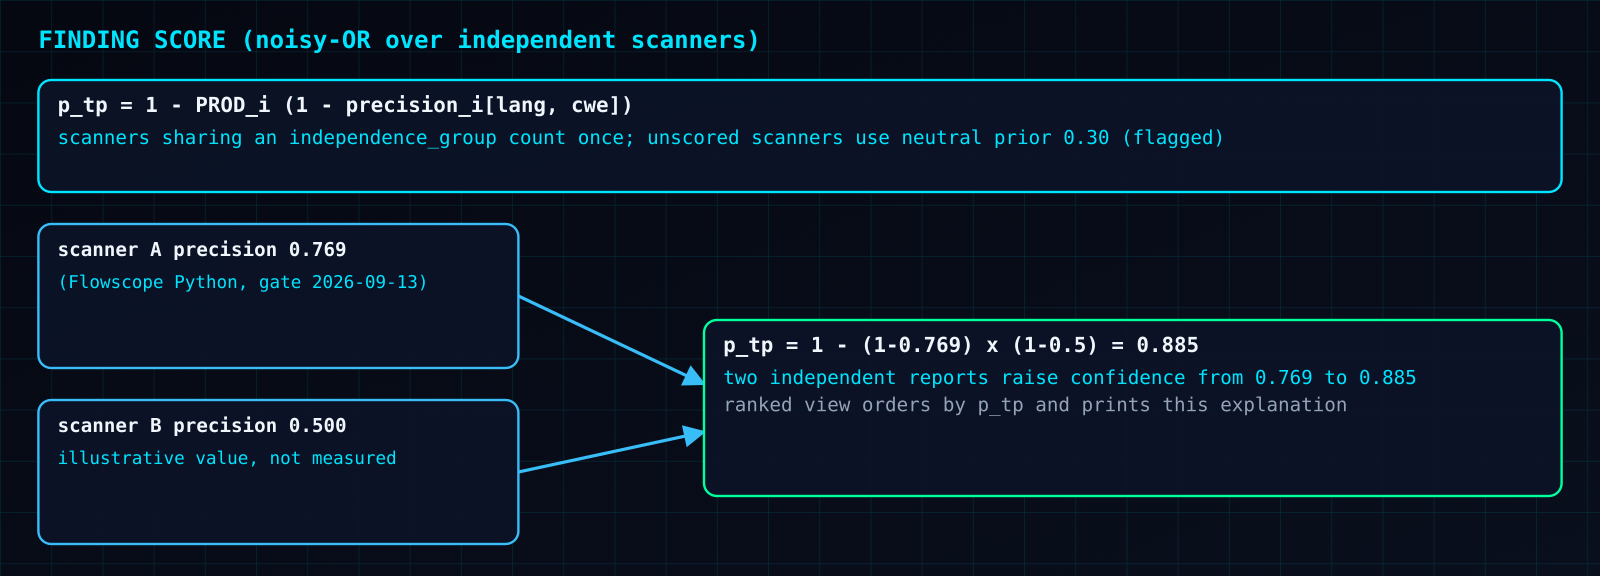 FINDING SCORE (noisy-OR over independent scanners)
p_tp = 1 - PROD_i (1 - precision_i[lang, cwe])
scanners sharing an independence_group count once; unscored scanners use neutral prior 0.30 (flagged)
scanner A precision 0.769
(Flowscope Python, gate 2026-09-13)
scanner B precision 0.500
illustrative value, not measured
p_tp = 1 - (1-0.769) x (1-0.5) = 0.885
two independent reports raise confidence from 0.769 to 0.885
ranked view orders by p_tp and prints this explanation